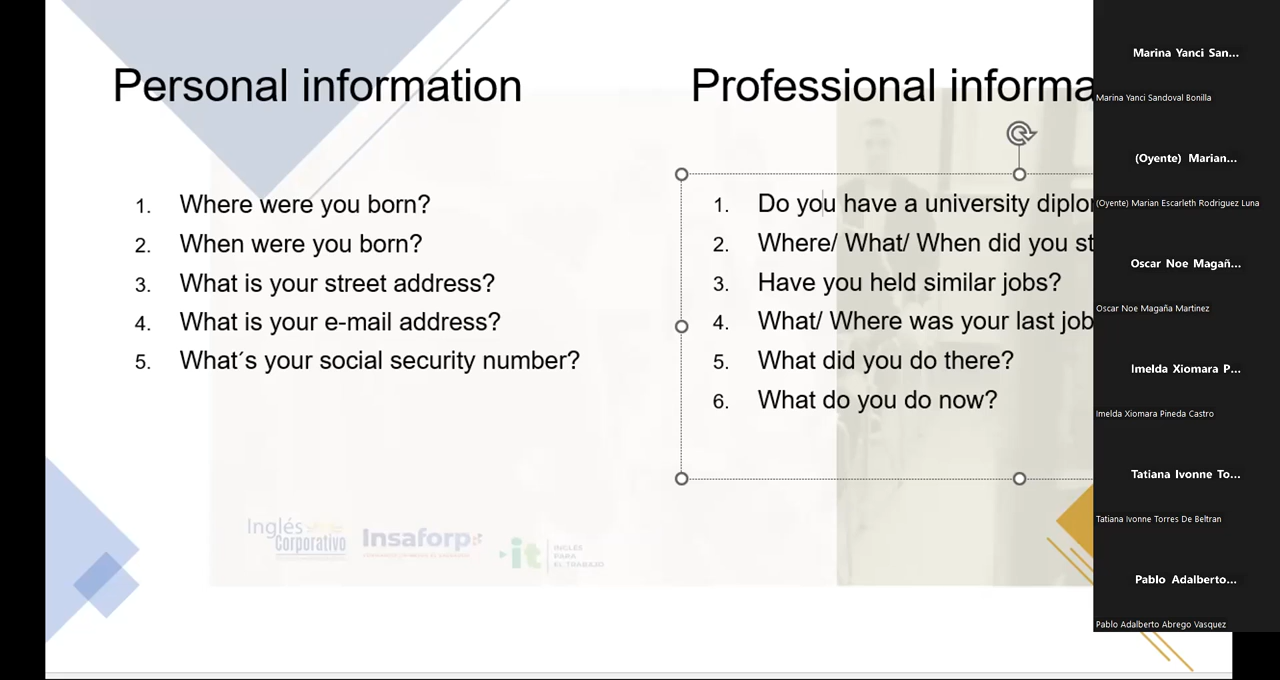 Personal information
1. Where were you born?
2. When were you born?
3. What is your street address?
4. What is your e-mail address?
5. What´s your social security number?
Professional informa
1. Do you have a university diplo
2. Where/ What/ When did you st
3. Have you held similar jobs?
4. What/ Where was your last job
5. What did you do there?
6. What do you do now?
Inglés
Corporativo
Insaforp
it
INGLÉS
PARA
EL TRABAJO
Marina Yanci San...
Marina Yanci Sandoval Bonilla
(Oyente) Marian...
(Oyente) Marian Escarleth Rodriguez Luna
Oscar Noe Magañ...
Oscar Noe Magaña Martinez
Imelda Xiomara P...
Imelda Xiomara Pineda Castro
Tatiana Ivonne To...
Tatiana Ivonne Torres De Beltran
Pablo Adalberto...
Pablo Adalberto Abrego Vasquez